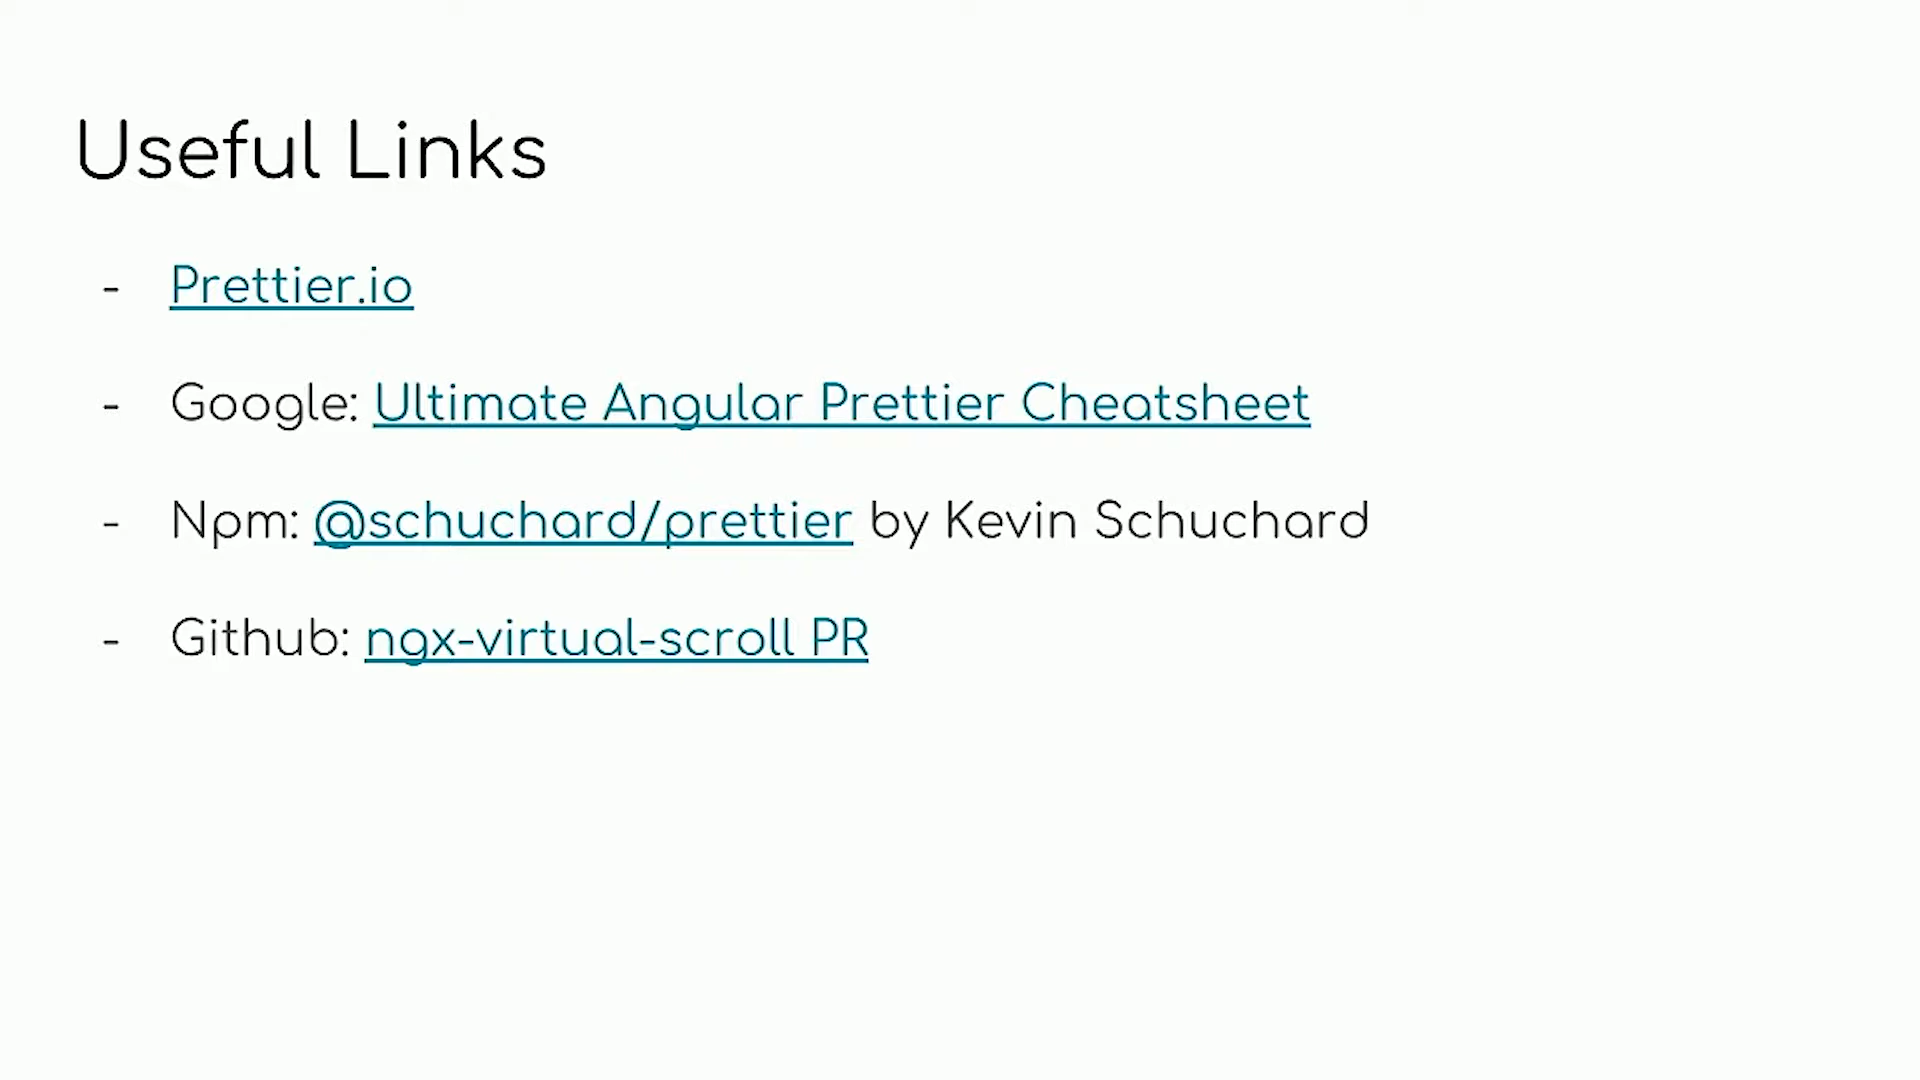 Useful Links
- Prettier.io
- Google: Ultimate Angular Prettier Cheatsheet
- Npm: @schuchard/prettier by Kevin Schuchard
- Github: ngx-virtual-scroll PR